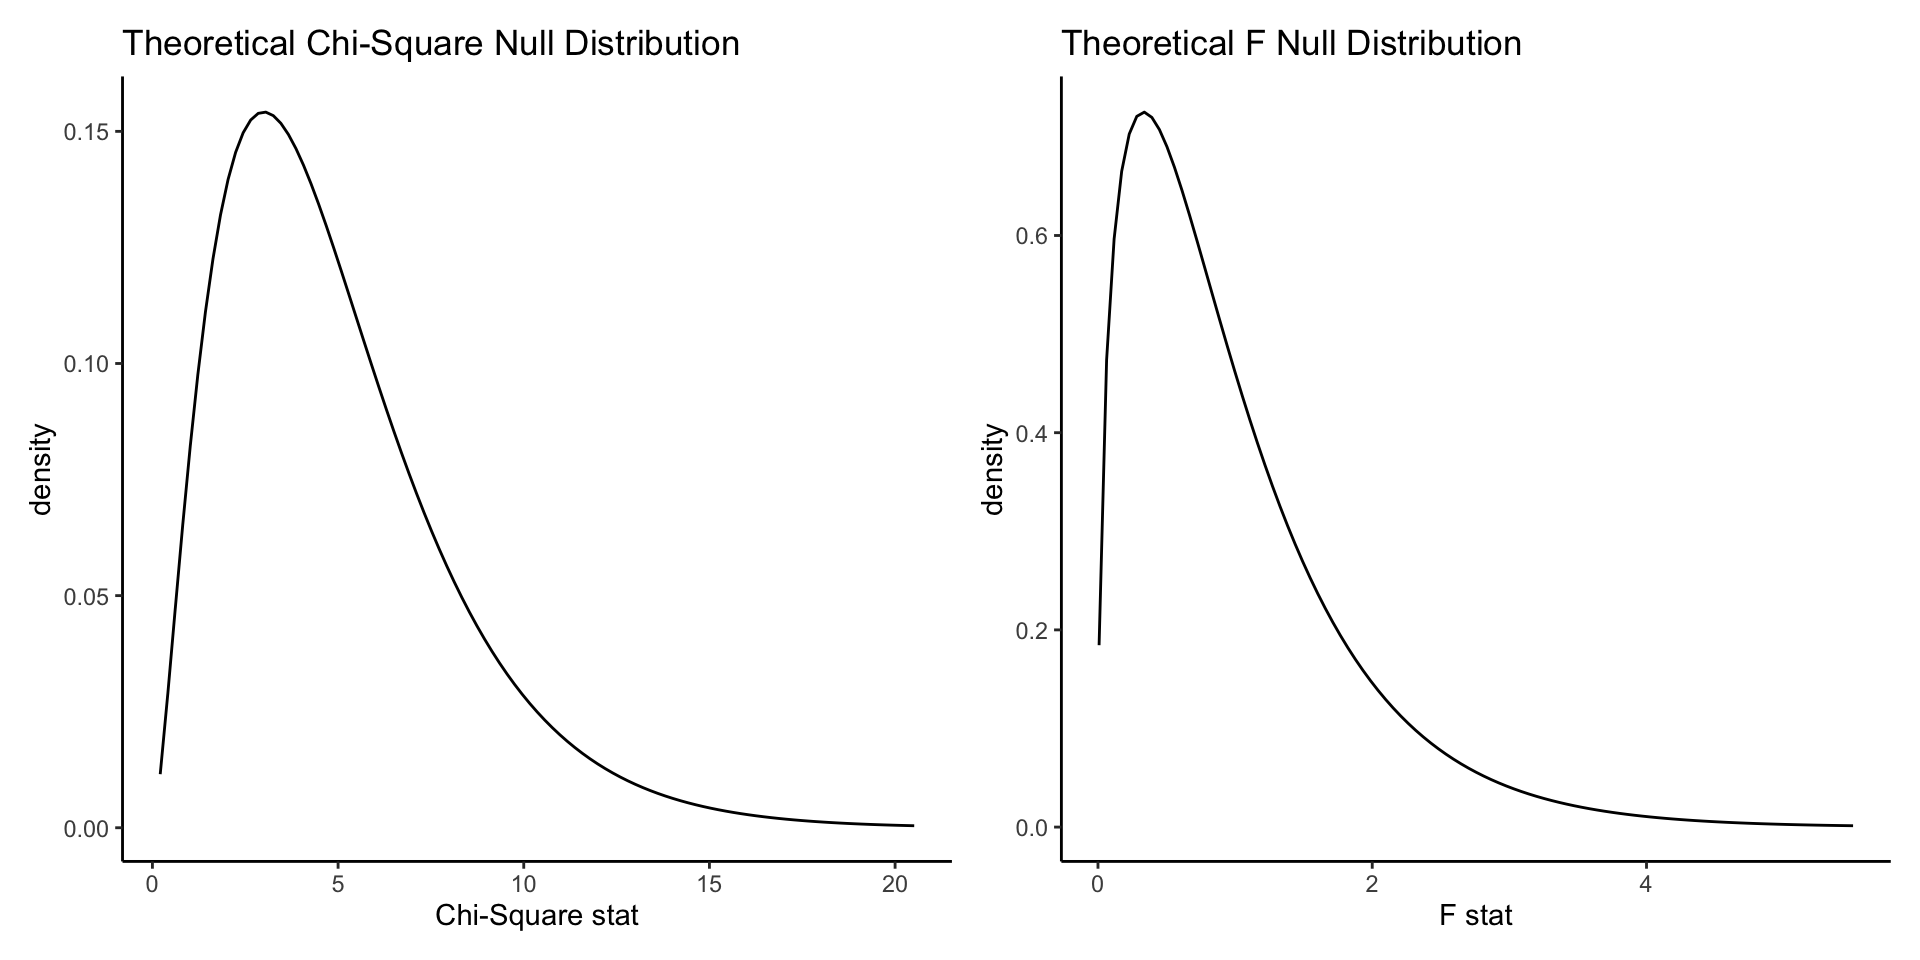 Theoretical Chi-Square Null Distribution
density
0.15
0.10
0.05
0.00
0 5 10 15 20
Chi-Square stat
Theoretical F Null Distribution
density
0.6
0.4
0.2
0.0
0 2 4
F stat